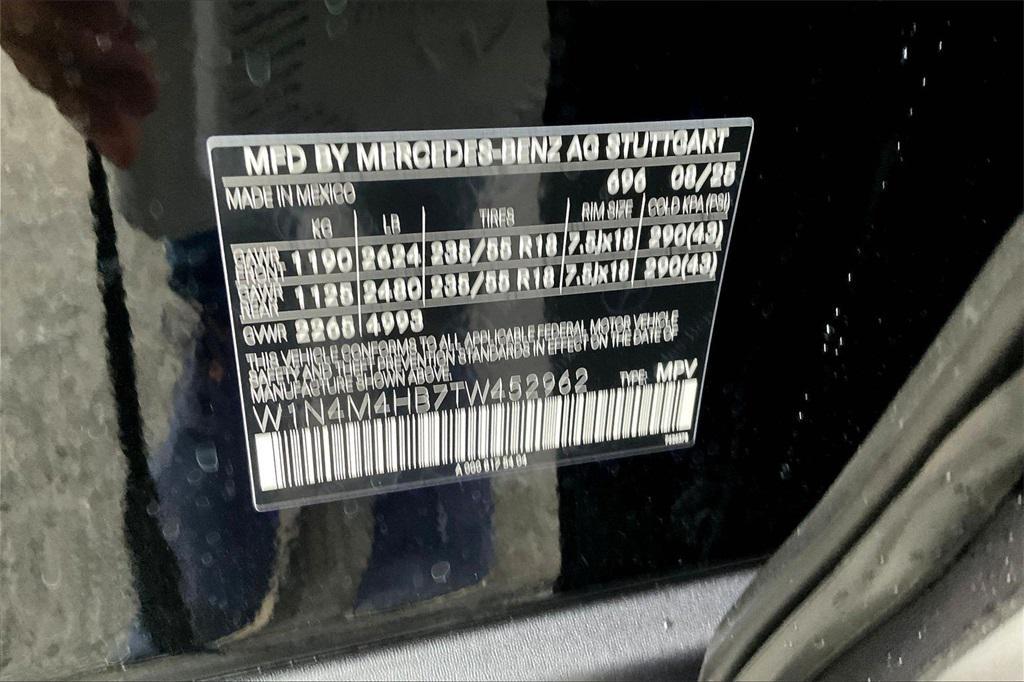 MFD BY MERCEDES-BENZ AG STUTTGART
MADE IN MEXICO 696 08/25
KG LB TIRES RIM SIZE COLD KPA (PSI)
GAWR FRONT 1190 2624 235/55 R18 7.5Jx18 290(43)
GAWR REAR 1125 2480 235/55 R18 7.5Jx18 290(43)
GVWR 2265 4993
THIS VEHICLE CONFORMS TO ALL APPLICABLE FEDERAL MOTOR VEHICLE
SAFETY AND THEFT PREVENTION STANDARDS IN EFFECT ON THE DATE OF
MANUFACTURE SHOWN ABOVE.
W1N4M4HB7TW452962 TYPE: MPV